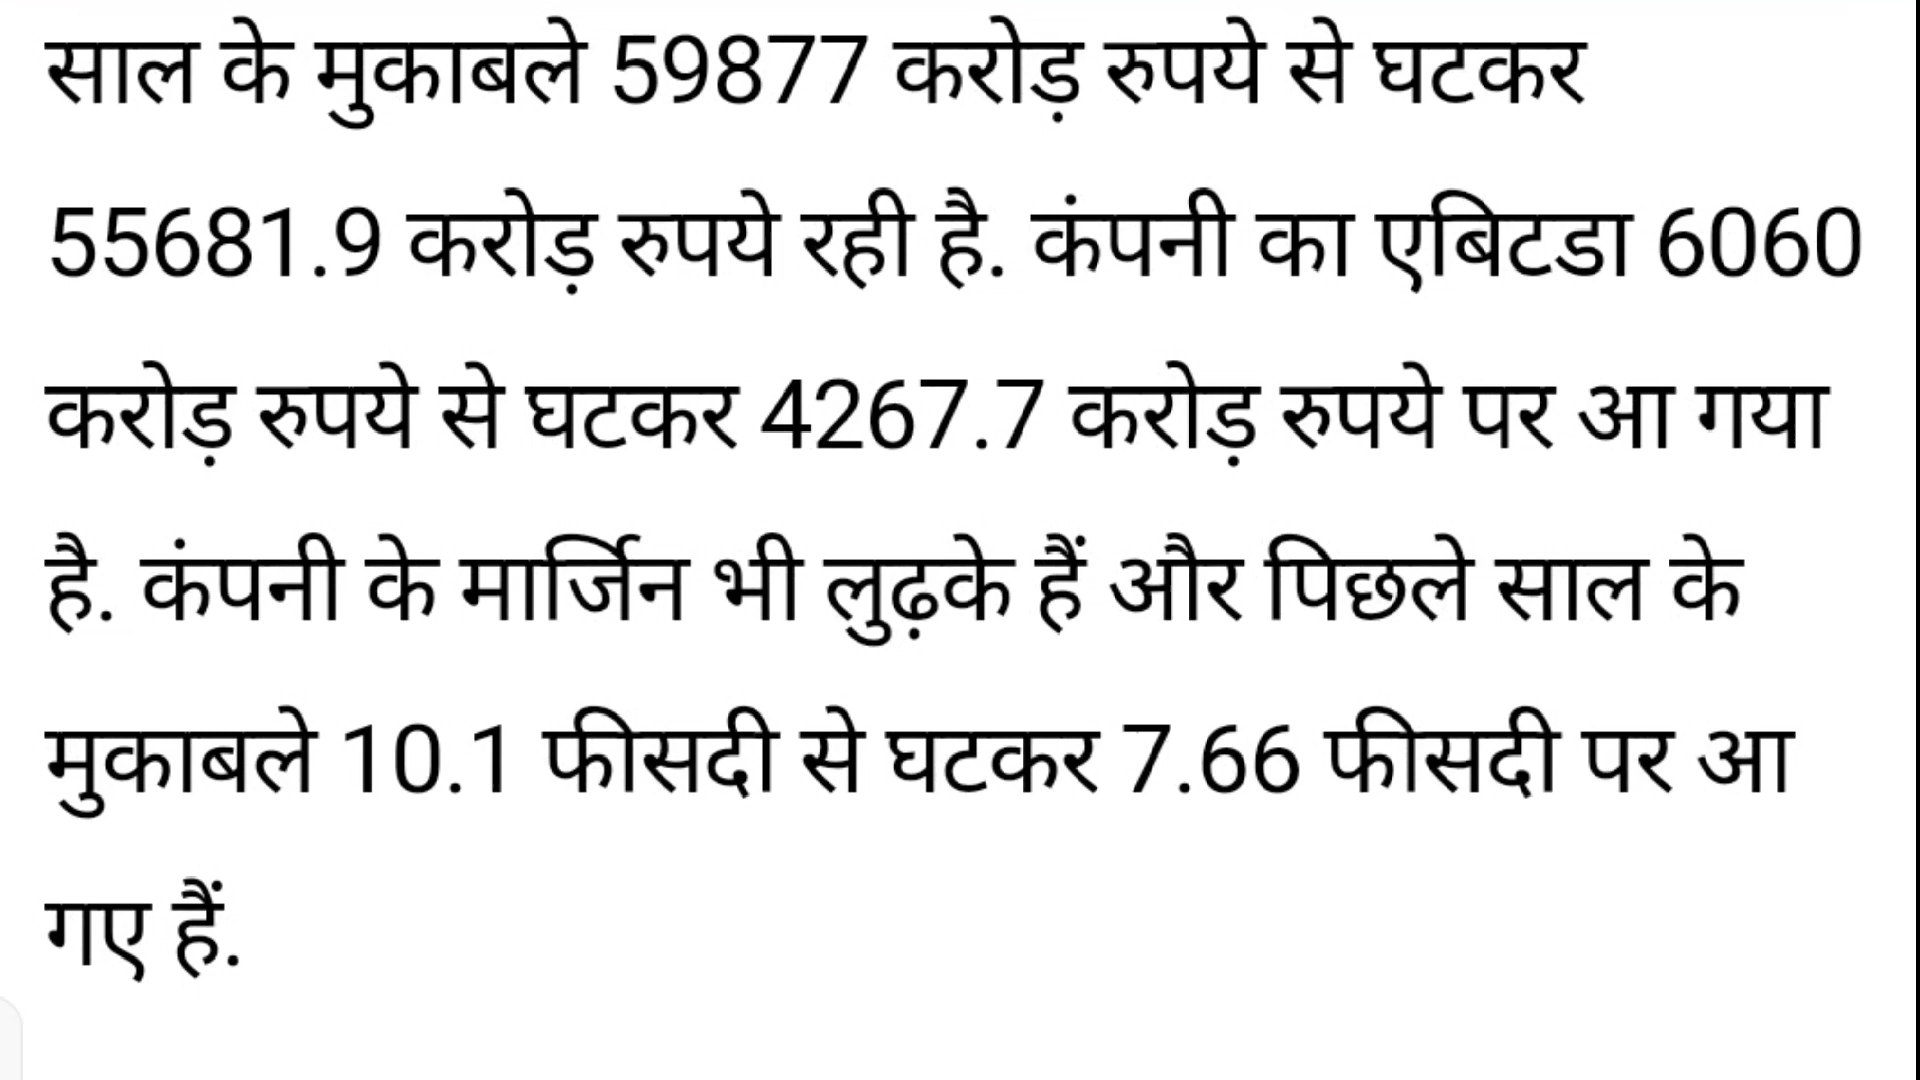 साल के मुकाबले 59877 करोड़ रुपये से घटकर
55681.9 करोड़ रुपये रही है. कंपनी का एबिटडा 6060
करोड़ रुपये से घटकर 4267.7 करोड़ रुपये पर आ गया
है. कंपनी के मार्जिन भी लुढ़के हैं और पिछले साल के
मुकाबले 10.1 फीसदी से घटकर 7.66 फीसदी पर आ
गए हैं.